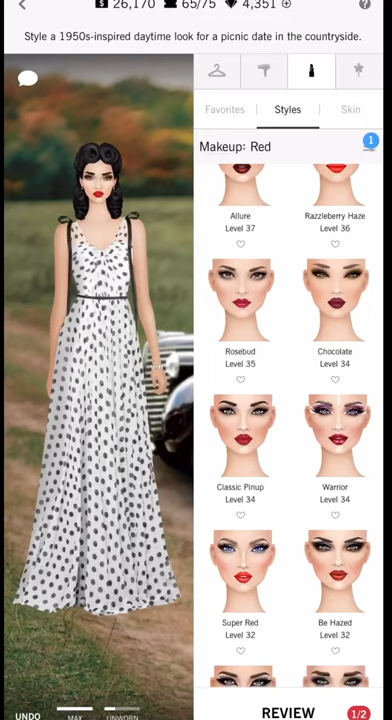 $ 26,170 65/75 4,351
Style a 1950s-inspired daytime look for a picnic date in the countryside.
Favorites Styles Skin
Makeup: Red
1
Allure Razzleberry Haze
Level 37 Level 36
Rosebud Chocolate
Level 35 Level 34
Classic Pinup Warrior
Level 34 Level 34
Super Red Be Hazed
Level 32 Level 32
UNDO MAX UNWORN REVIEW 1/2